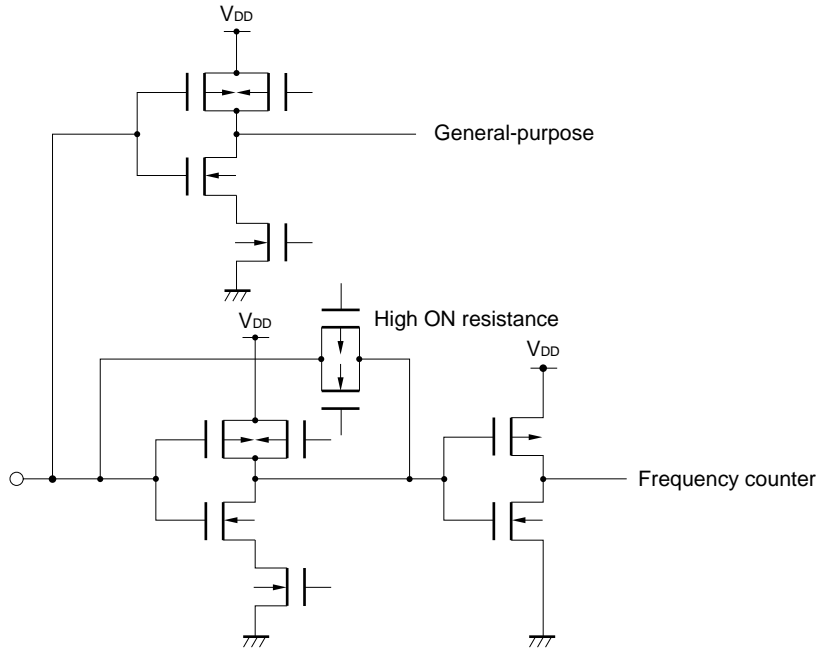 VDD
General-purpose
High ON resistance
VDD
VDD
Frequency counter